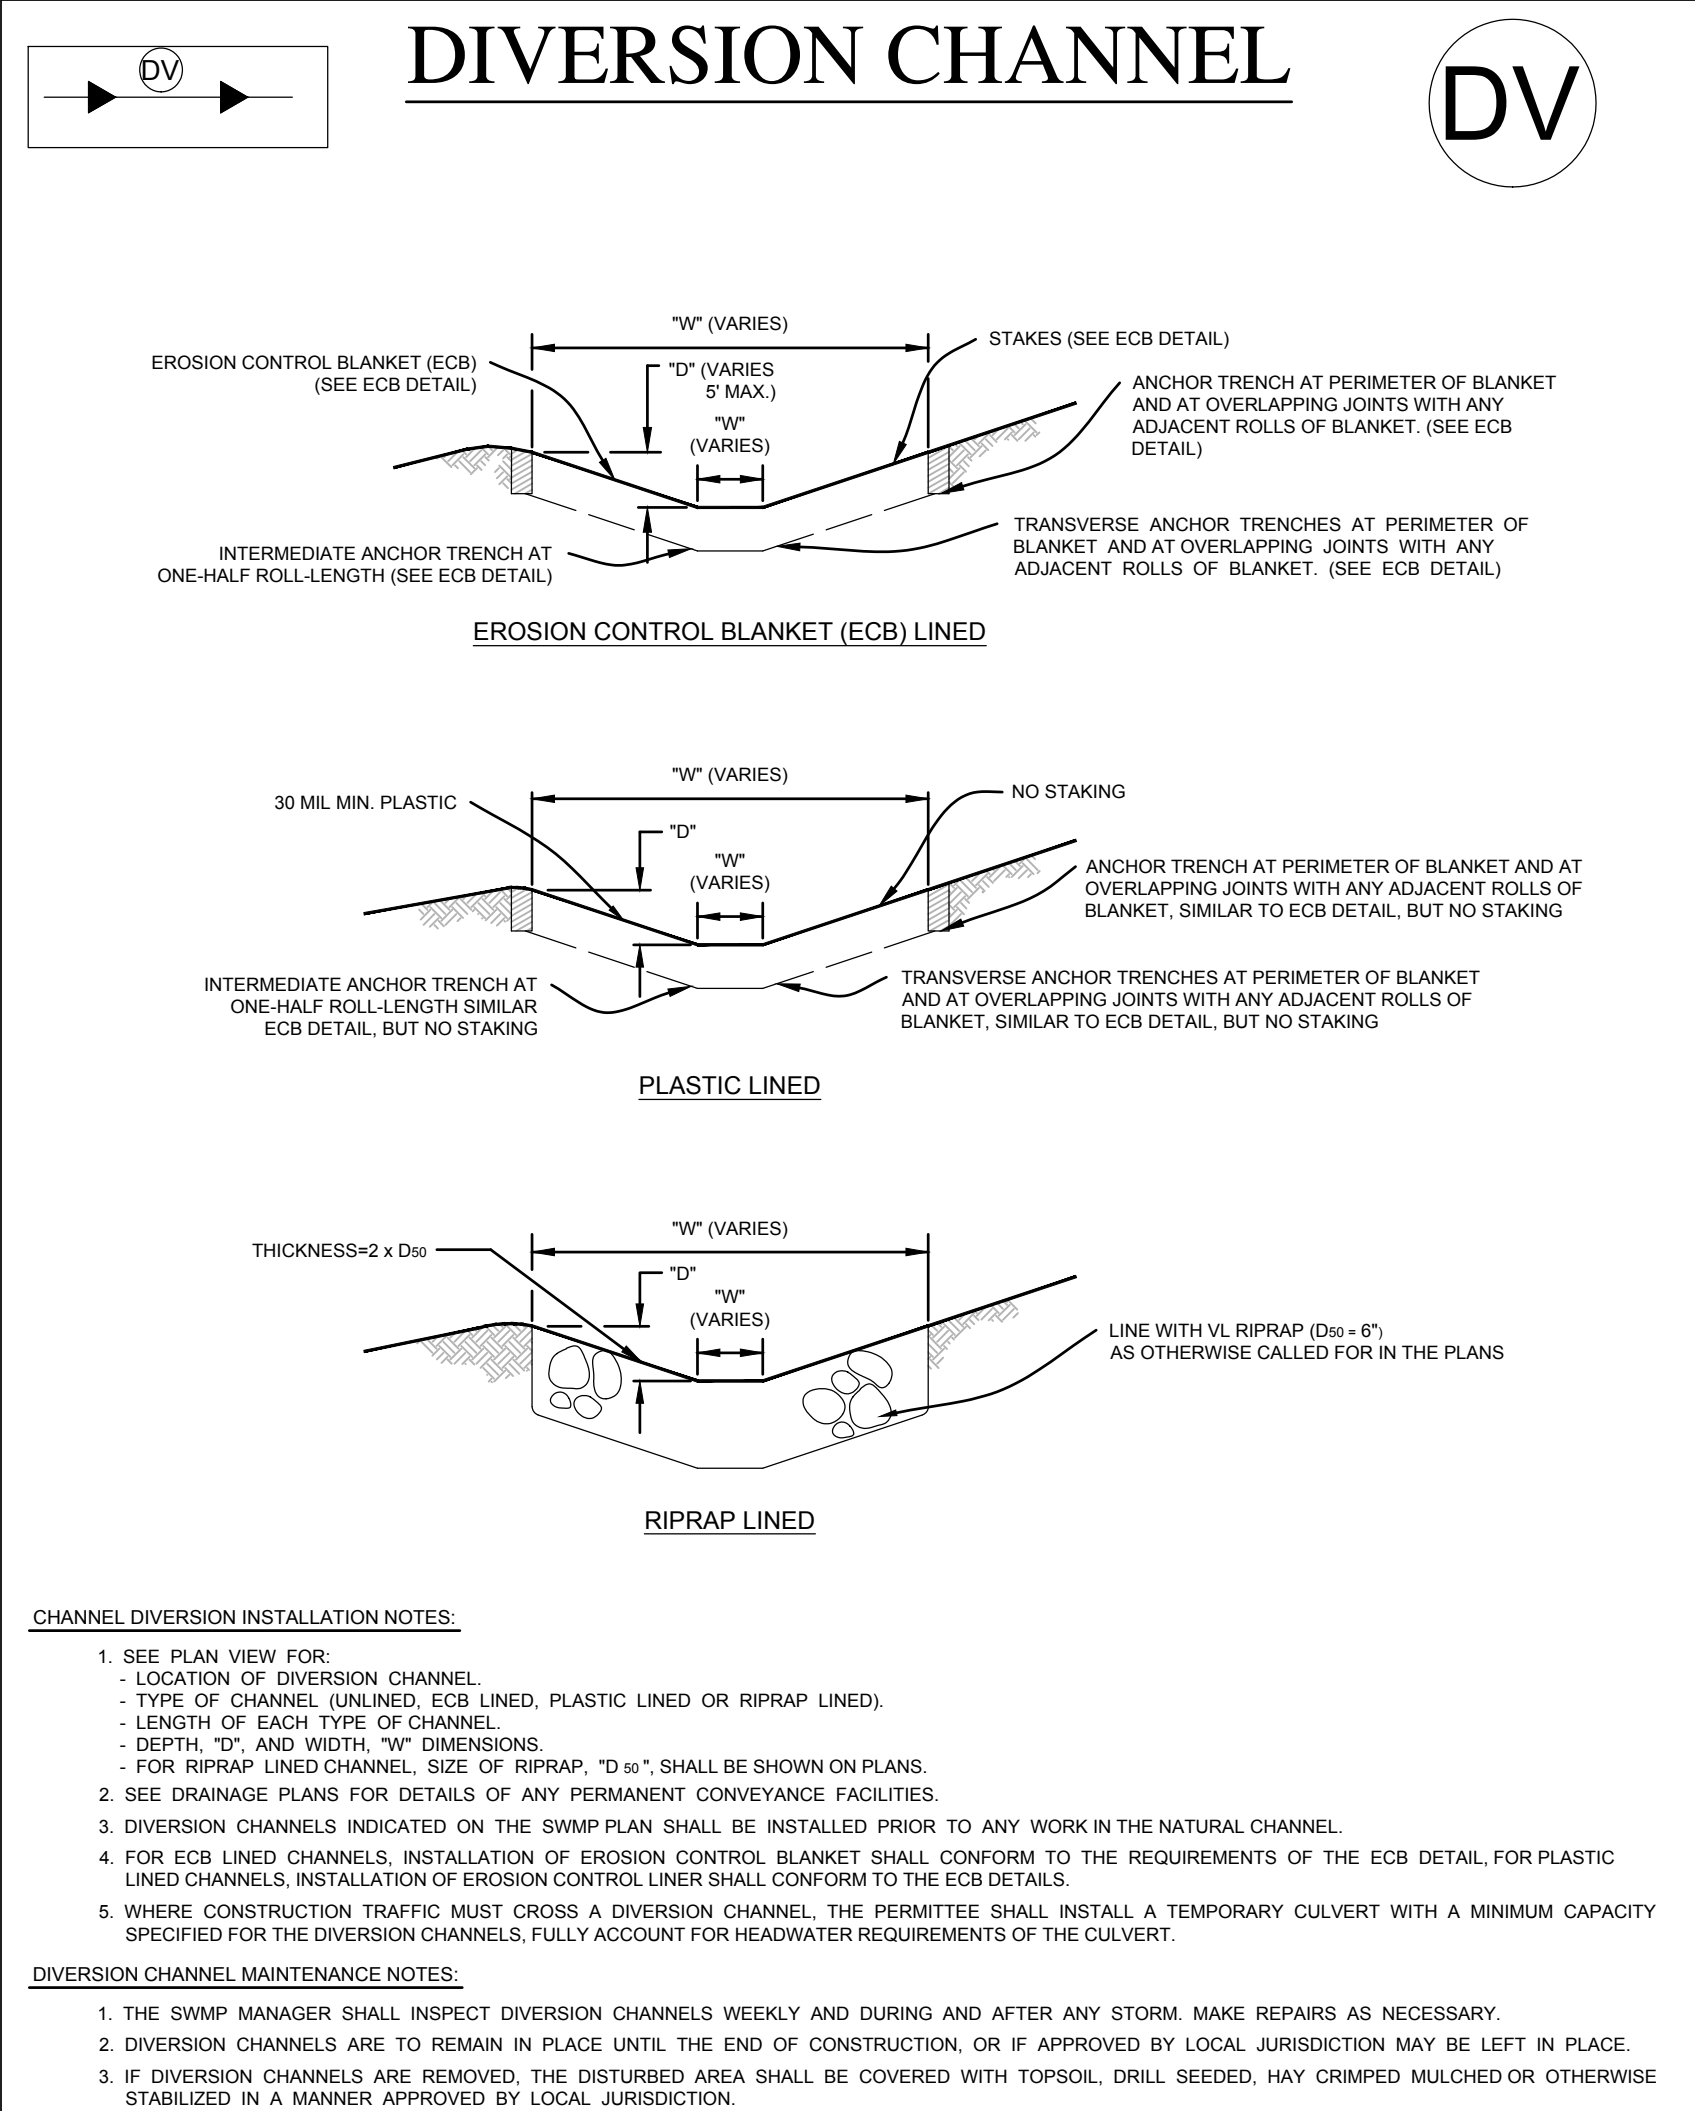 DV
DIVERSION CHANNEL
DV
"W" (VARIES)
EROSION CONTROL BLANKET (ECB)
(SEE ECB DETAIL)
"D" (VARIES
5' MAX.)
"W"
(VARIES)
STAKES (SEE ECB DETAIL)
ANCHOR TRENCH AT PERIMETER OF BLANKET
AND AT OVERLAPPING JOINTS WITH ANY
ADJACENT ROLLS OF BLANKET. (SEE ECB
DETAIL)
INTERMEDIATE ANCHOR TRENCH AT
ONE-HALF ROLL-LENGTH (SEE ECB DETAIL)
TRANSVERSE ANCHOR TRENCHES AT PERIMETER OF
BLANKET AND AT OVERLAPPING JOINTS WITH ANY
ADJACENT ROLLS OF BLANKET. (SEE ECB DETAIL)
EROSION CONTROL BLANKET (ECB) LINED
"W" (VARIES)
30 MIL MIN. PLASTIC
"D"
"W"
(VARIES)
NO STAKING
ANCHOR TRENCH AT PERIMETER OF BLANKET AND AT
OVERLAPPING JOINTS WITH ANY ADJACENT ROLLS OF
BLANKET, SIMILAR TO ECB DETAIL, BUT NO STAKING
INTERMEDIATE ANCHOR TRENCH AT
ONE-HALF ROLL-LENGTH SIMILAR
ECB DETAIL, BUT NO STAKING
TRANSVERSE ANCHOR TRENCHES AT PERIMETER OF BLANKET
AND AT OVERLAPPING JOINTS WITH ANY ADJACENT ROLLS OF
BLANKET, SIMILAR TO ECB DETAIL, BUT NO STAKING
PLASTIC LINED
"W" (VARIES)
THICKNESS=2 x D50
"D"
"W"
(VARIES)
LINE WITH VL RIPRAP (D50 = 6")
AS OTHERWISE CALLED FOR IN THE PLANS
RIPRAP LINED
CHANNEL DIVERSION INSTALLATION NOTES:
1. SEE PLAN VIEW FOR:
- LOCATION OF DIVERSION CHANNEL.
- TYPE OF CHANNEL (UNLINED, ECB LINED, PLASTIC LINED OR RIPRAP LINED).
- LENGTH OF EACH TYPE OF CHANNEL.
- DEPTH, "D", AND WIDTH, "W" DIMENSIONS.
- FOR RIPRAP LINED CHANNEL, SIZE OF RIPRAP, "D 50 ", SHALL BE SHOWN ON PLANS.
2. SEE DRAINAGE PLANS FOR DETAILS OF ANY PERMANENT CONVEYANCE FACILITIES.
3. DIVERSION CHANNELS INDICATED ON THE SWMP PLAN SHALL BE INSTALLED PRIOR TO ANY WORK IN THE NATURAL CHANNEL.
4. FOR ECB LINED CHANNELS, INSTALLATION OF EROSION CONTROL BLANKET SHALL CONFORM TO THE REQUIREMENTS OF THE ECB DETAIL, FOR PLASTIC
LINED CHANNELS, INSTALLATION OF EROSION CONTROL LINER SHALL CONFORM TO THE ECB DETAILS.
5. WHERE CONSTRUCTION TRAFFIC MUST CROSS A DIVERSION CHANNEL, THE PERMITTEE SHALL INSTALL A TEMPORARY CULVERT WITH A MINIMUM CAPACITY
SPECIFIED FOR THE DIVERSION CHANNELS, FULLY ACCOUNT FOR HEADWATER REQUIREMENTS OF THE CULVERT.
DIVERSION CHANNEL MAINTENANCE NOTES:
1. THE SWMP MANAGER SHALL INSPECT DIVERSION CHANNELS WEEKLY AND DURING AND AFTER ANY STORM. MAKE REPAIRS AS NECESSARY.
2. DIVERSION CHANNELS ARE TO REMAIN IN PLACE UNTIL THE END OF CONSTRUCTION, OR IF APPROVED BY LOCAL JURISDICTION MAY BE LEFT IN PLACE.
3. IF DIVERSION CHANNELS ARE REMOVED, THE DISTURBED AREA SHALL BE COVERED WITH TOPSOIL, DRILL SEEDED, HAY CRIMPED MULCHED OR OTHERWISE
STABILIZED IN A MANNER APPROVED BY LOCAL JURISDICTION.